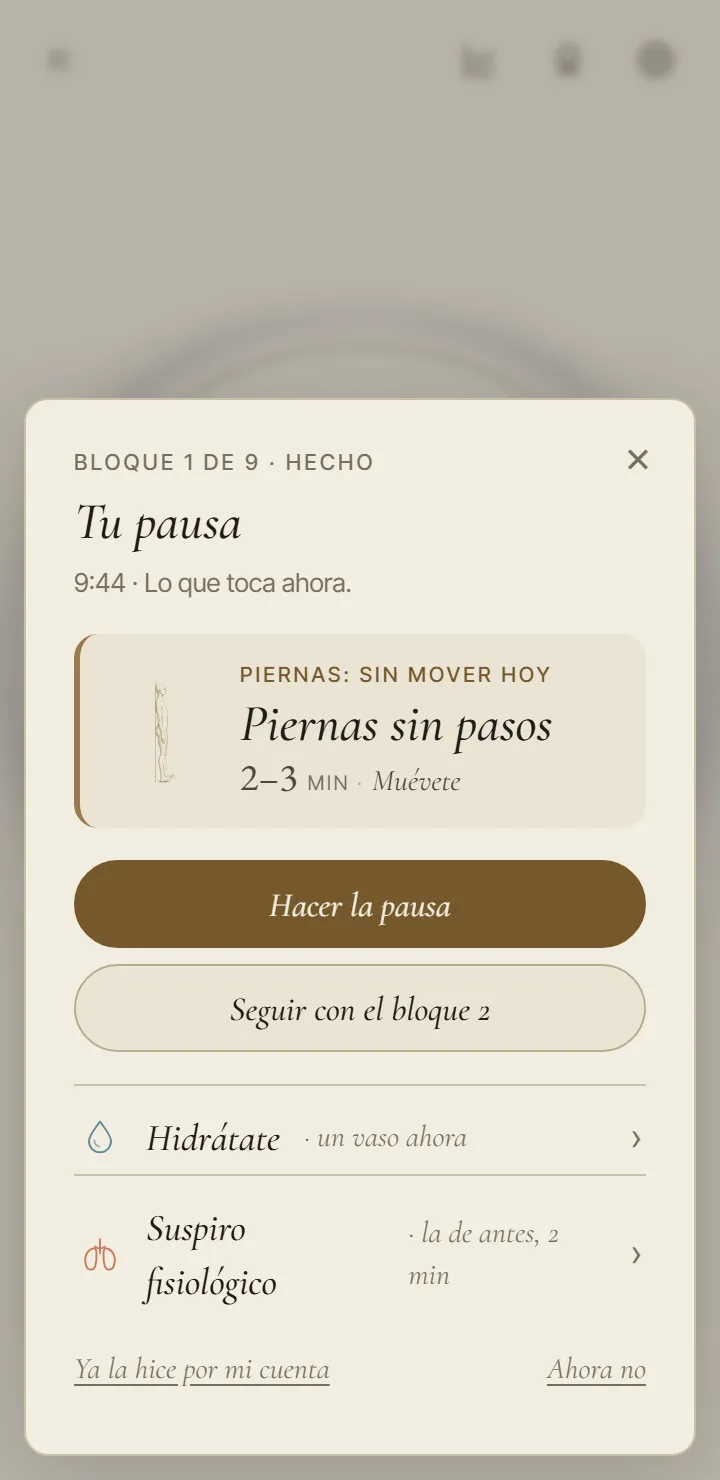 BLOQUE 1 DE 9 · HECHO
Tu pausa
9:44 · Lo que toca ahora.
PIERNAS: SIN MOVER HOY
Piernas sin pasos
2–3 MIN · Muévete
Hacer la pausa
Seguir con el bloque 2
Hidrátate · un vaso ahora
Suspiro
fisiológico
· la de antes, 2
min
Ya la hice por mi cuenta
Ahora no